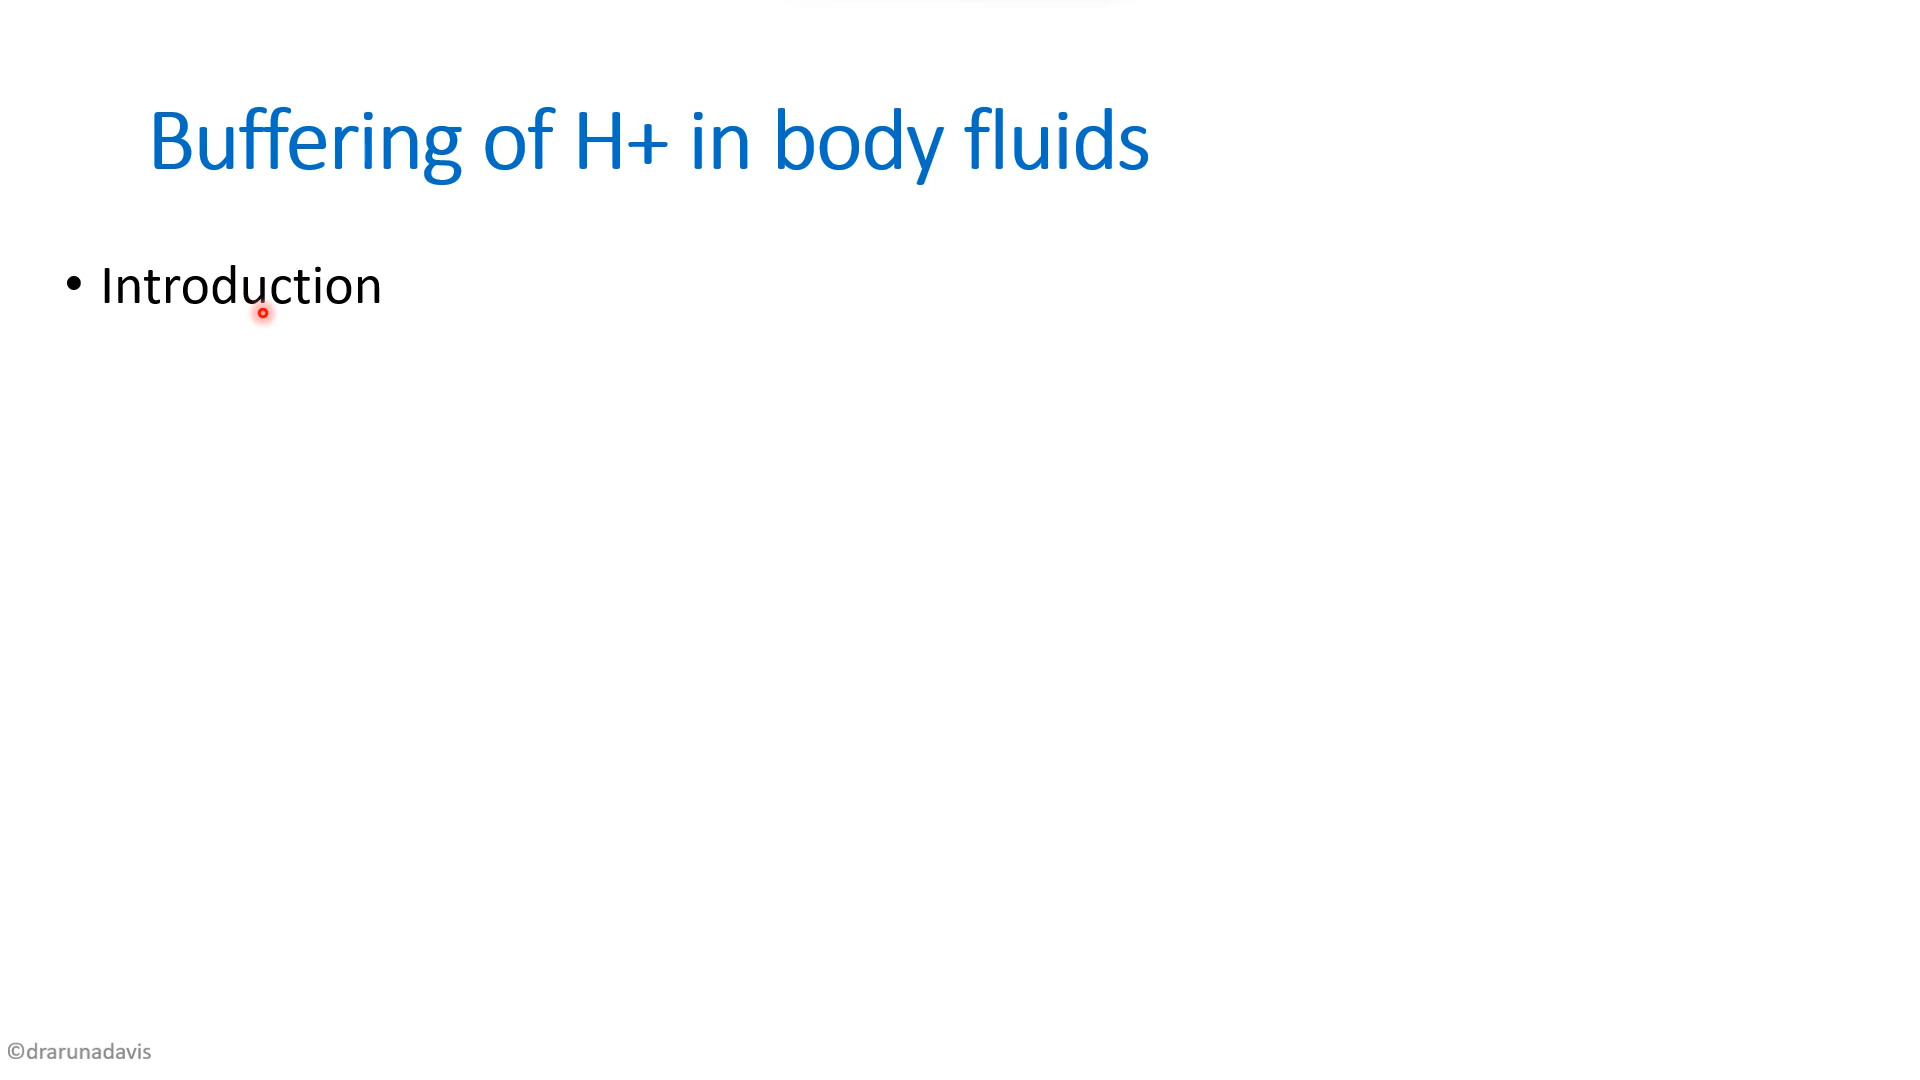 Buffering of H+ in body fluids
• Introduction
©drarunadavis